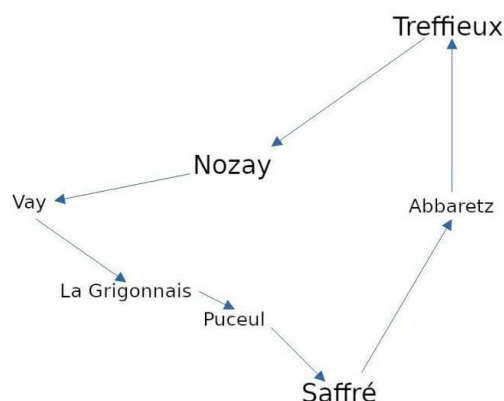 Treffieux
Nozay
Vay
Abbaretz
La Grigonnais
Puceul
Saffré